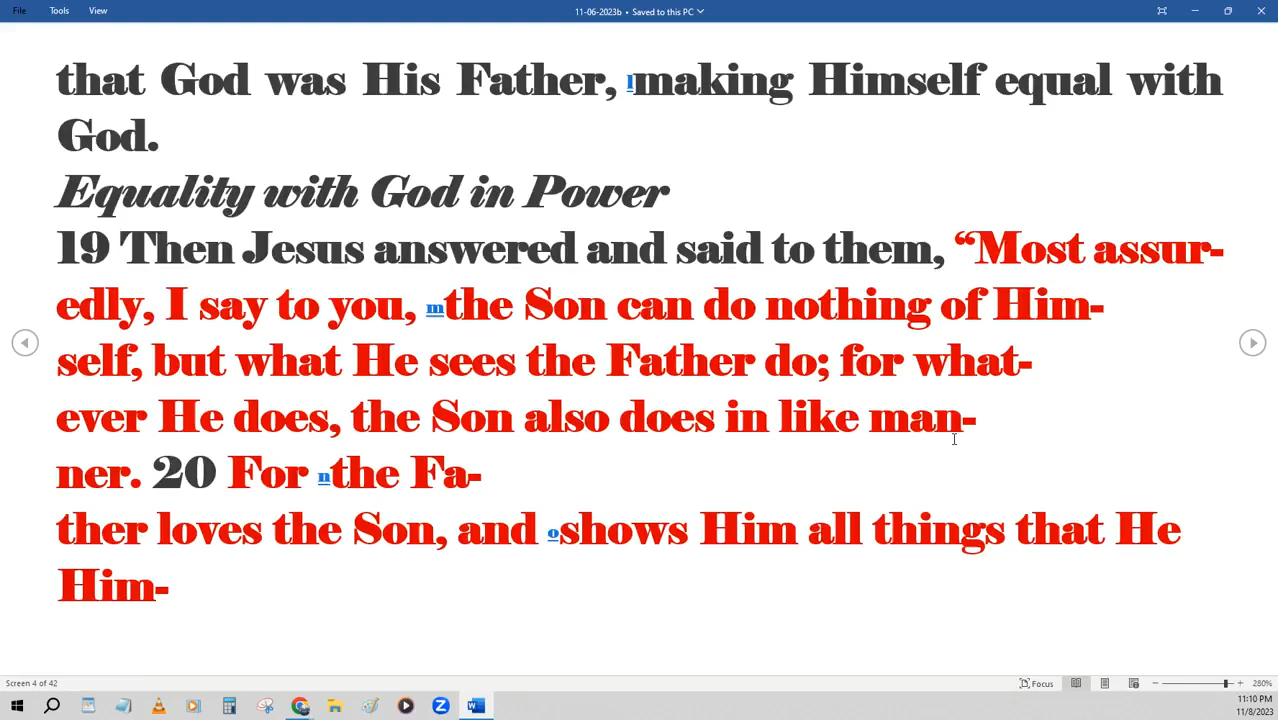 File Tools View 11-06-2023b • Saved to this PC
that God was His Father, lmaking Himself equal with
God.
Equality with God in Power
19 Then Jesus answered and said to them, “Most assur-
edly, I say to you, mthe Son can do nothing of Him-
self, but what He sees the Father do; for what-
ever He does, the Son also does in like man-
ner. 20 For nthe Fa-
ther loves the Son, and oshows Him all things that He
Him-
Screen 4 of 42 Focus 280%
11:10 PM
11/8/2023